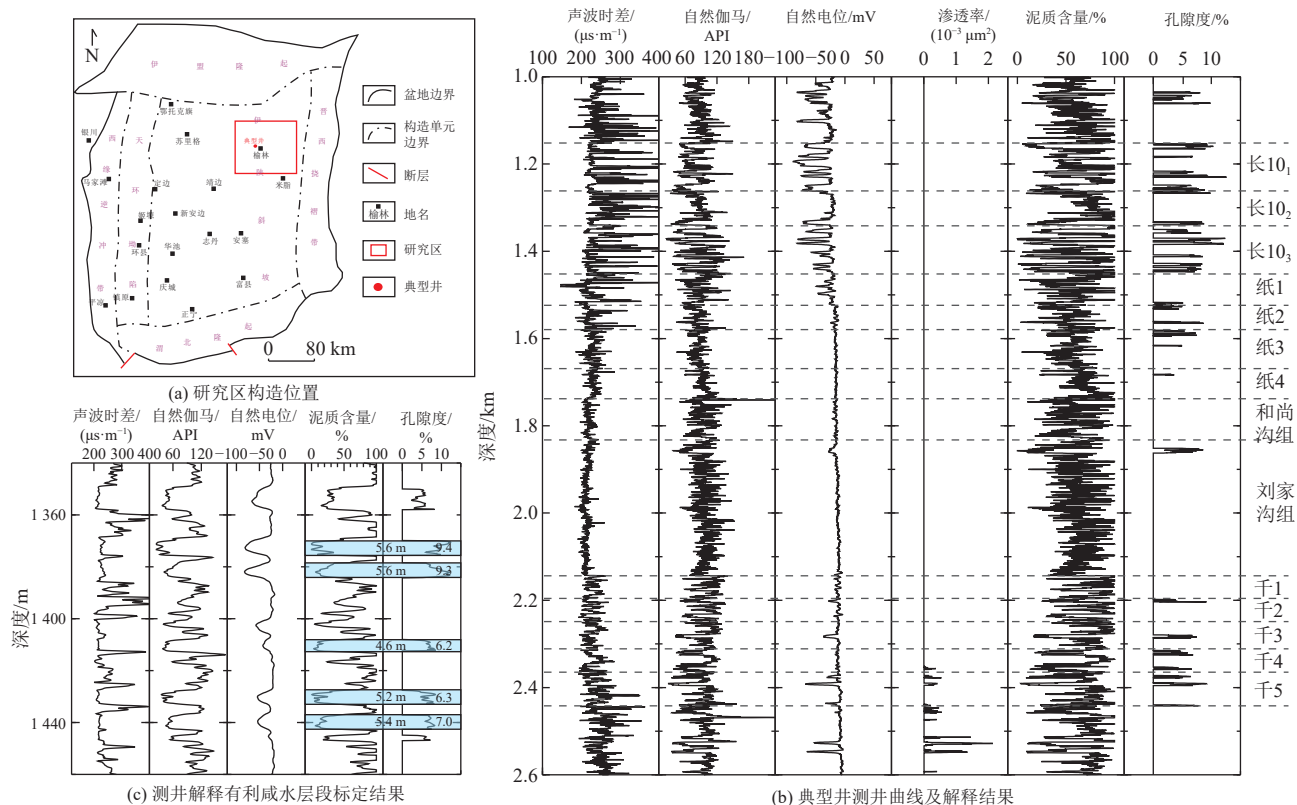 N
伊 盟 隆 起
鄂托克旗
银川
西 天 苏里格 伊 晋
典型井
榆林
西
马家滩
缘 环 定边 靖边 陕 米脂 挠
逆
新安边
斜 褶
冲 环县 华池 志丹 安塞 带
庆城 富县 坡
带 陷
平凉 镇原
正宁
渭 北 隆 起
0 80 km
盆地边界
构造单元
边界
断层
榆林 地名
研究区
典型井
(a) 研究区构造位置
声波时差/ 自然伽马/ 自然电位/ 泥质含量/ 孔隙度/
(μs·m⁻¹) API mV % %
200 300 400 60 120 −100 −50 0 0 50 100 0 5 10
深度/m
1 360
5.6 m 9.4
5.6 m 9.3
1 400
4.6 m 6.2
5.2 m 6.3
5.4 m 7.0
1 440
(c) 测井解释有利咸水层段标定结果
声波时差/ 自然伽马/ 自然电位/mV 渗透率/ 泥质含量/% 孔隙度/%
(μs·m⁻¹) API (10⁻³ μm²)
100 200 300 400 60 120 180 −100 −50 0 50 0 1 2 0 50 100 0 5 10
深度/km
1.0
1.2
1.4
1.6
1.8
2.0
2.2
2.4
2.6
长10₁
长10₂
长10₃
纸1
纸2
纸3
纸4
和尚
沟组
刘家
沟组
千1
千2
千3
千4
千5
(b) 典型井测井曲线及解释结果